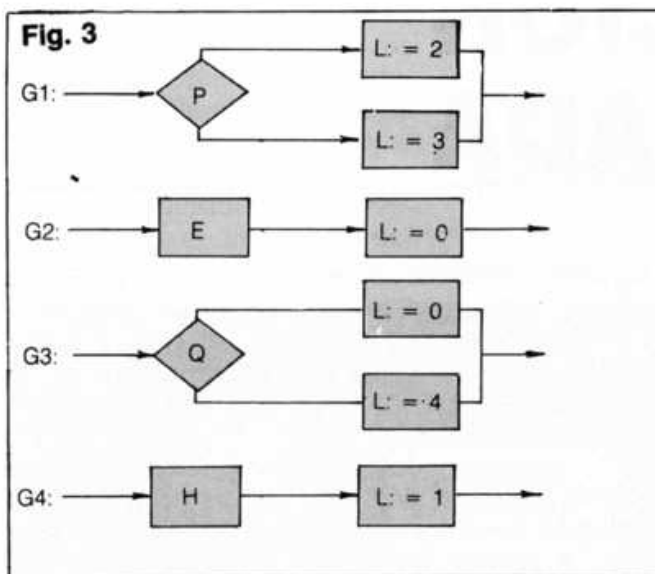 Fig. 3
L: = 2
G1:
P
L: = 3
G2:
E
L: = 0
L: = 0
G3:
Q
L: = 4
G4:
H
L: = 1